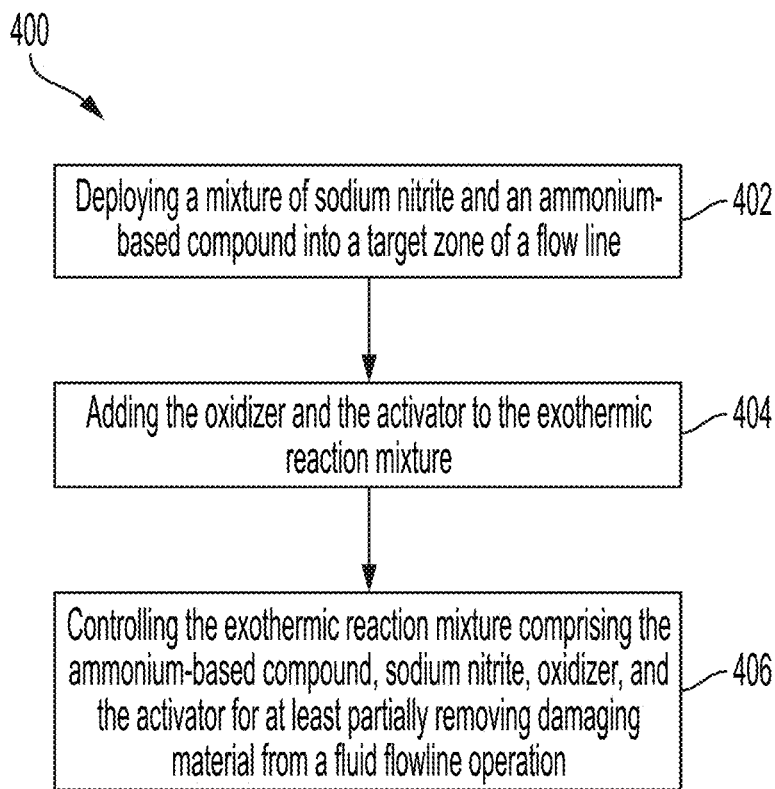 400
Deploying a mixture of sodium nitrite and an ammonium-
based compound into a target zone of a flow line
402
Adding the oxidizer and the activator to the exothermic
reaction mixture
404
Controlling the exothermic reaction mixture comprising the
ammonium-based compound, sodium nitrite, oxidizer, and
the activator for at least partially removing damaging
material from a fluid flowline operation
406